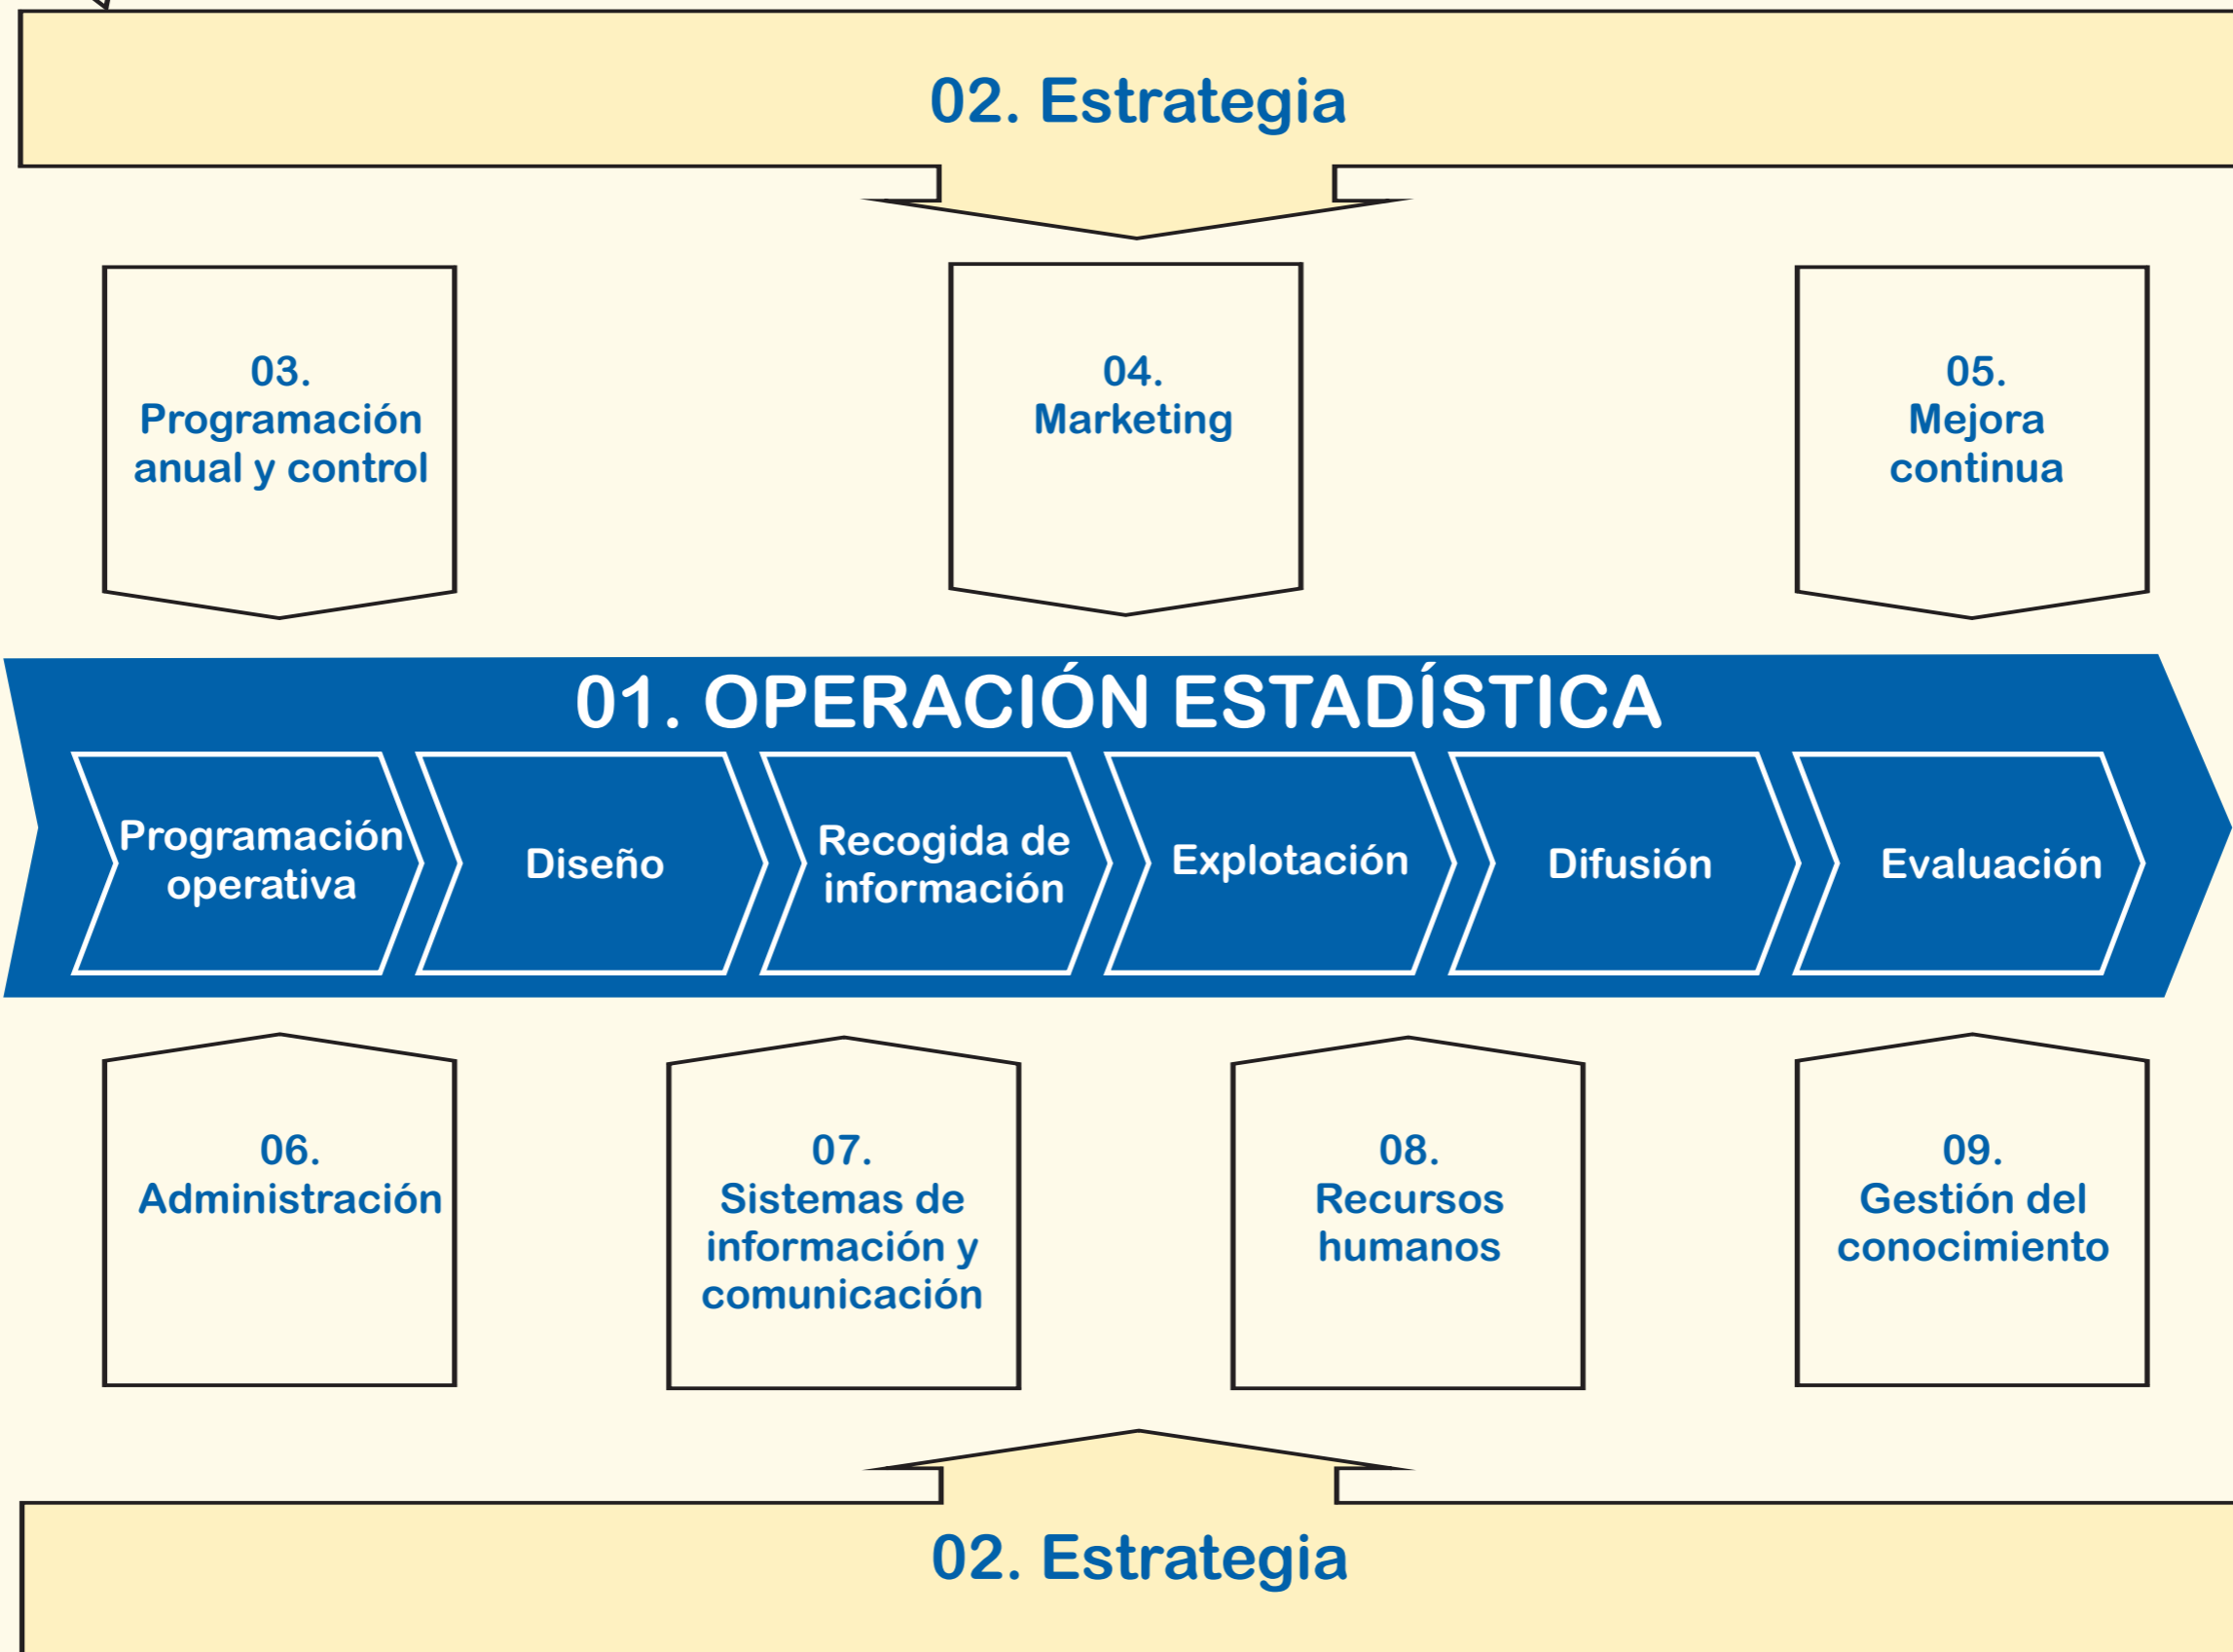 02. Estrategia
03.
Programación
anual y control
04.
Marketing
05.
Mejora
continua
01. OPERACIÓN ESTADÍSTICA
Programación
operativa
Diseño
Recogida de
información
Explotación
Difusión
Evaluación
06.
Administración
07.
Sistemas de
información y
comunicación
08.
Recursos
humanos
09.
Gestión del
conocimiento
02. Estrategia